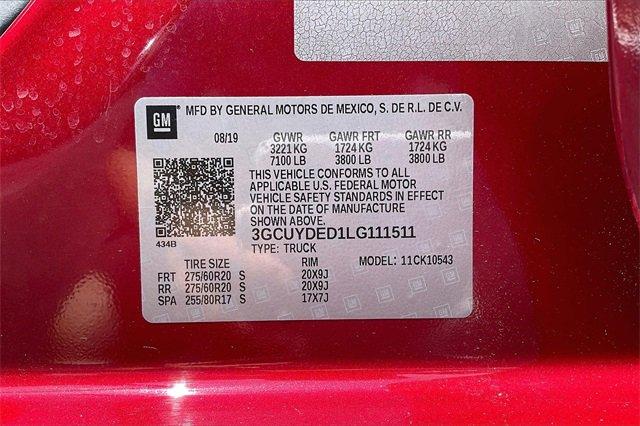 GM MFD BY GENERAL MOTORS DE MEXICO, S. DE R.L. DE C.V.
08/19 GVWR GAWR FRT GAWR RR
3221 KG 1724 KG 1724 KG
7100 LB 3800 LB 3800 LB
THIS VEHICLE CONFORMS TO ALL
APPLICABLE U.S. FEDERAL MOTOR
VEHICLE SAFETY STANDARDS IN EFFECT
ON THE DATE OF MANUFACTURE
SHOWN ABOVE.
434B 3GCUYDED1LG111511
TYPE: TRUCK
TIRE SIZE RIM MODEL: 11CK10543
FRT 275/60R20 S 20X9J
RR 275/60R20 S 20X9J
SPA 255/80R17 S 17X7J